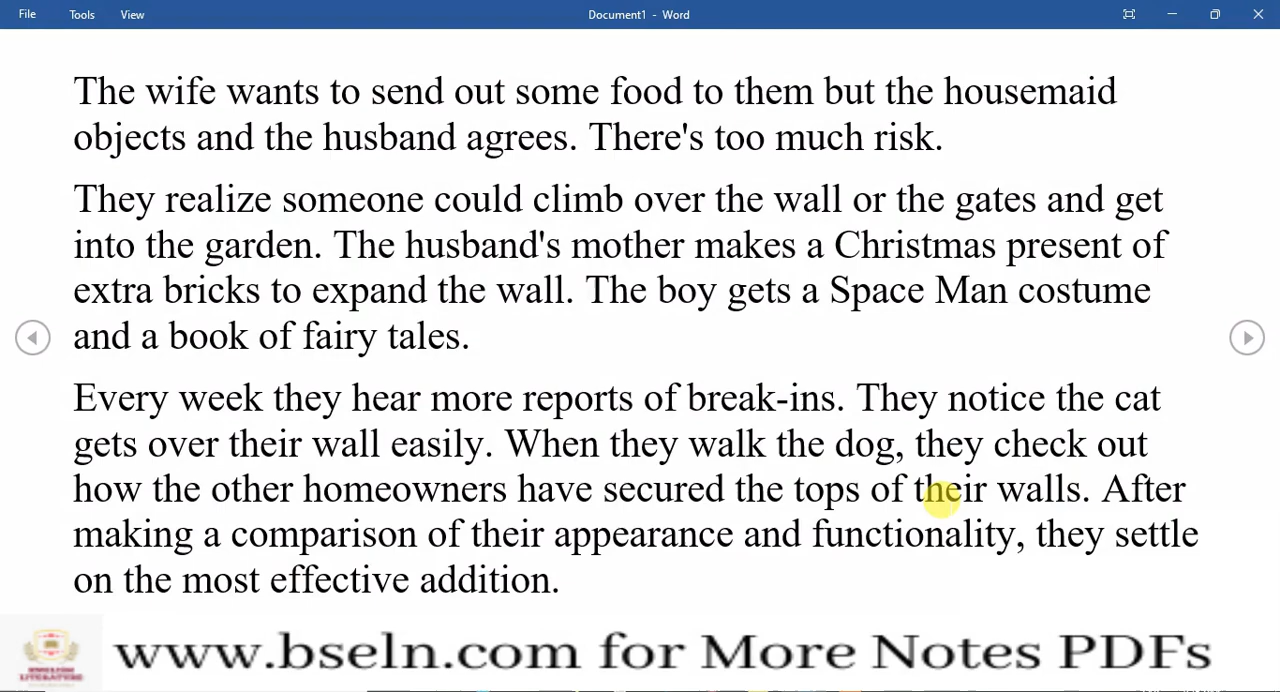 File Tools View Document1 - Word
The wife wants to send out some food to them but the housemaid
objects and the husband agrees. There's too much risk.
They realize someone could climb over the wall or the gates and get
into the garden. The husband's mother makes a Christmas present of
extra bricks to expand the wall. The boy gets a Space Man costume
and a book of fairy tales.
Every week they hear more reports of break-ins. They notice the cat
gets over their wall easily. When they walk the dog, they check out
how the other homeowners have secured the tops of their walls. After
making a comparison of their appearance and functionality, they settle
on the most effective addition.
www.bseln.com for More Notes PDFs